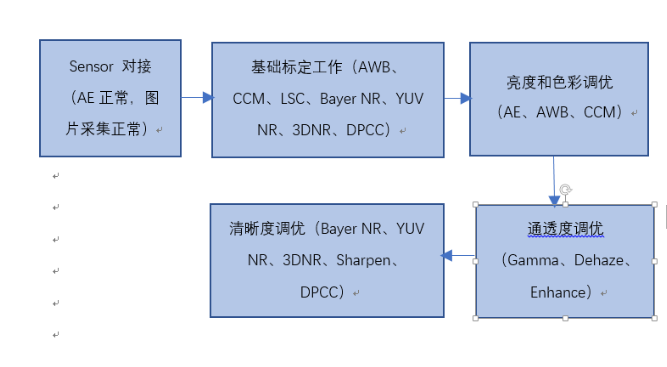 Sensor 对接
（AE 正常，图
片采集正常）
基础标定工作（AWB、
CCM、LSC、Bayer NR、YUV
NR、3DNR、DPCC）
亮度和色彩调优
（AE、AWB、CCM）
通透度调优
（Gamma、Dehaze、
Enhance）
清晰度调优（Bayer NR、YUV
NR、3DNR、Sharpen、
DPCC）